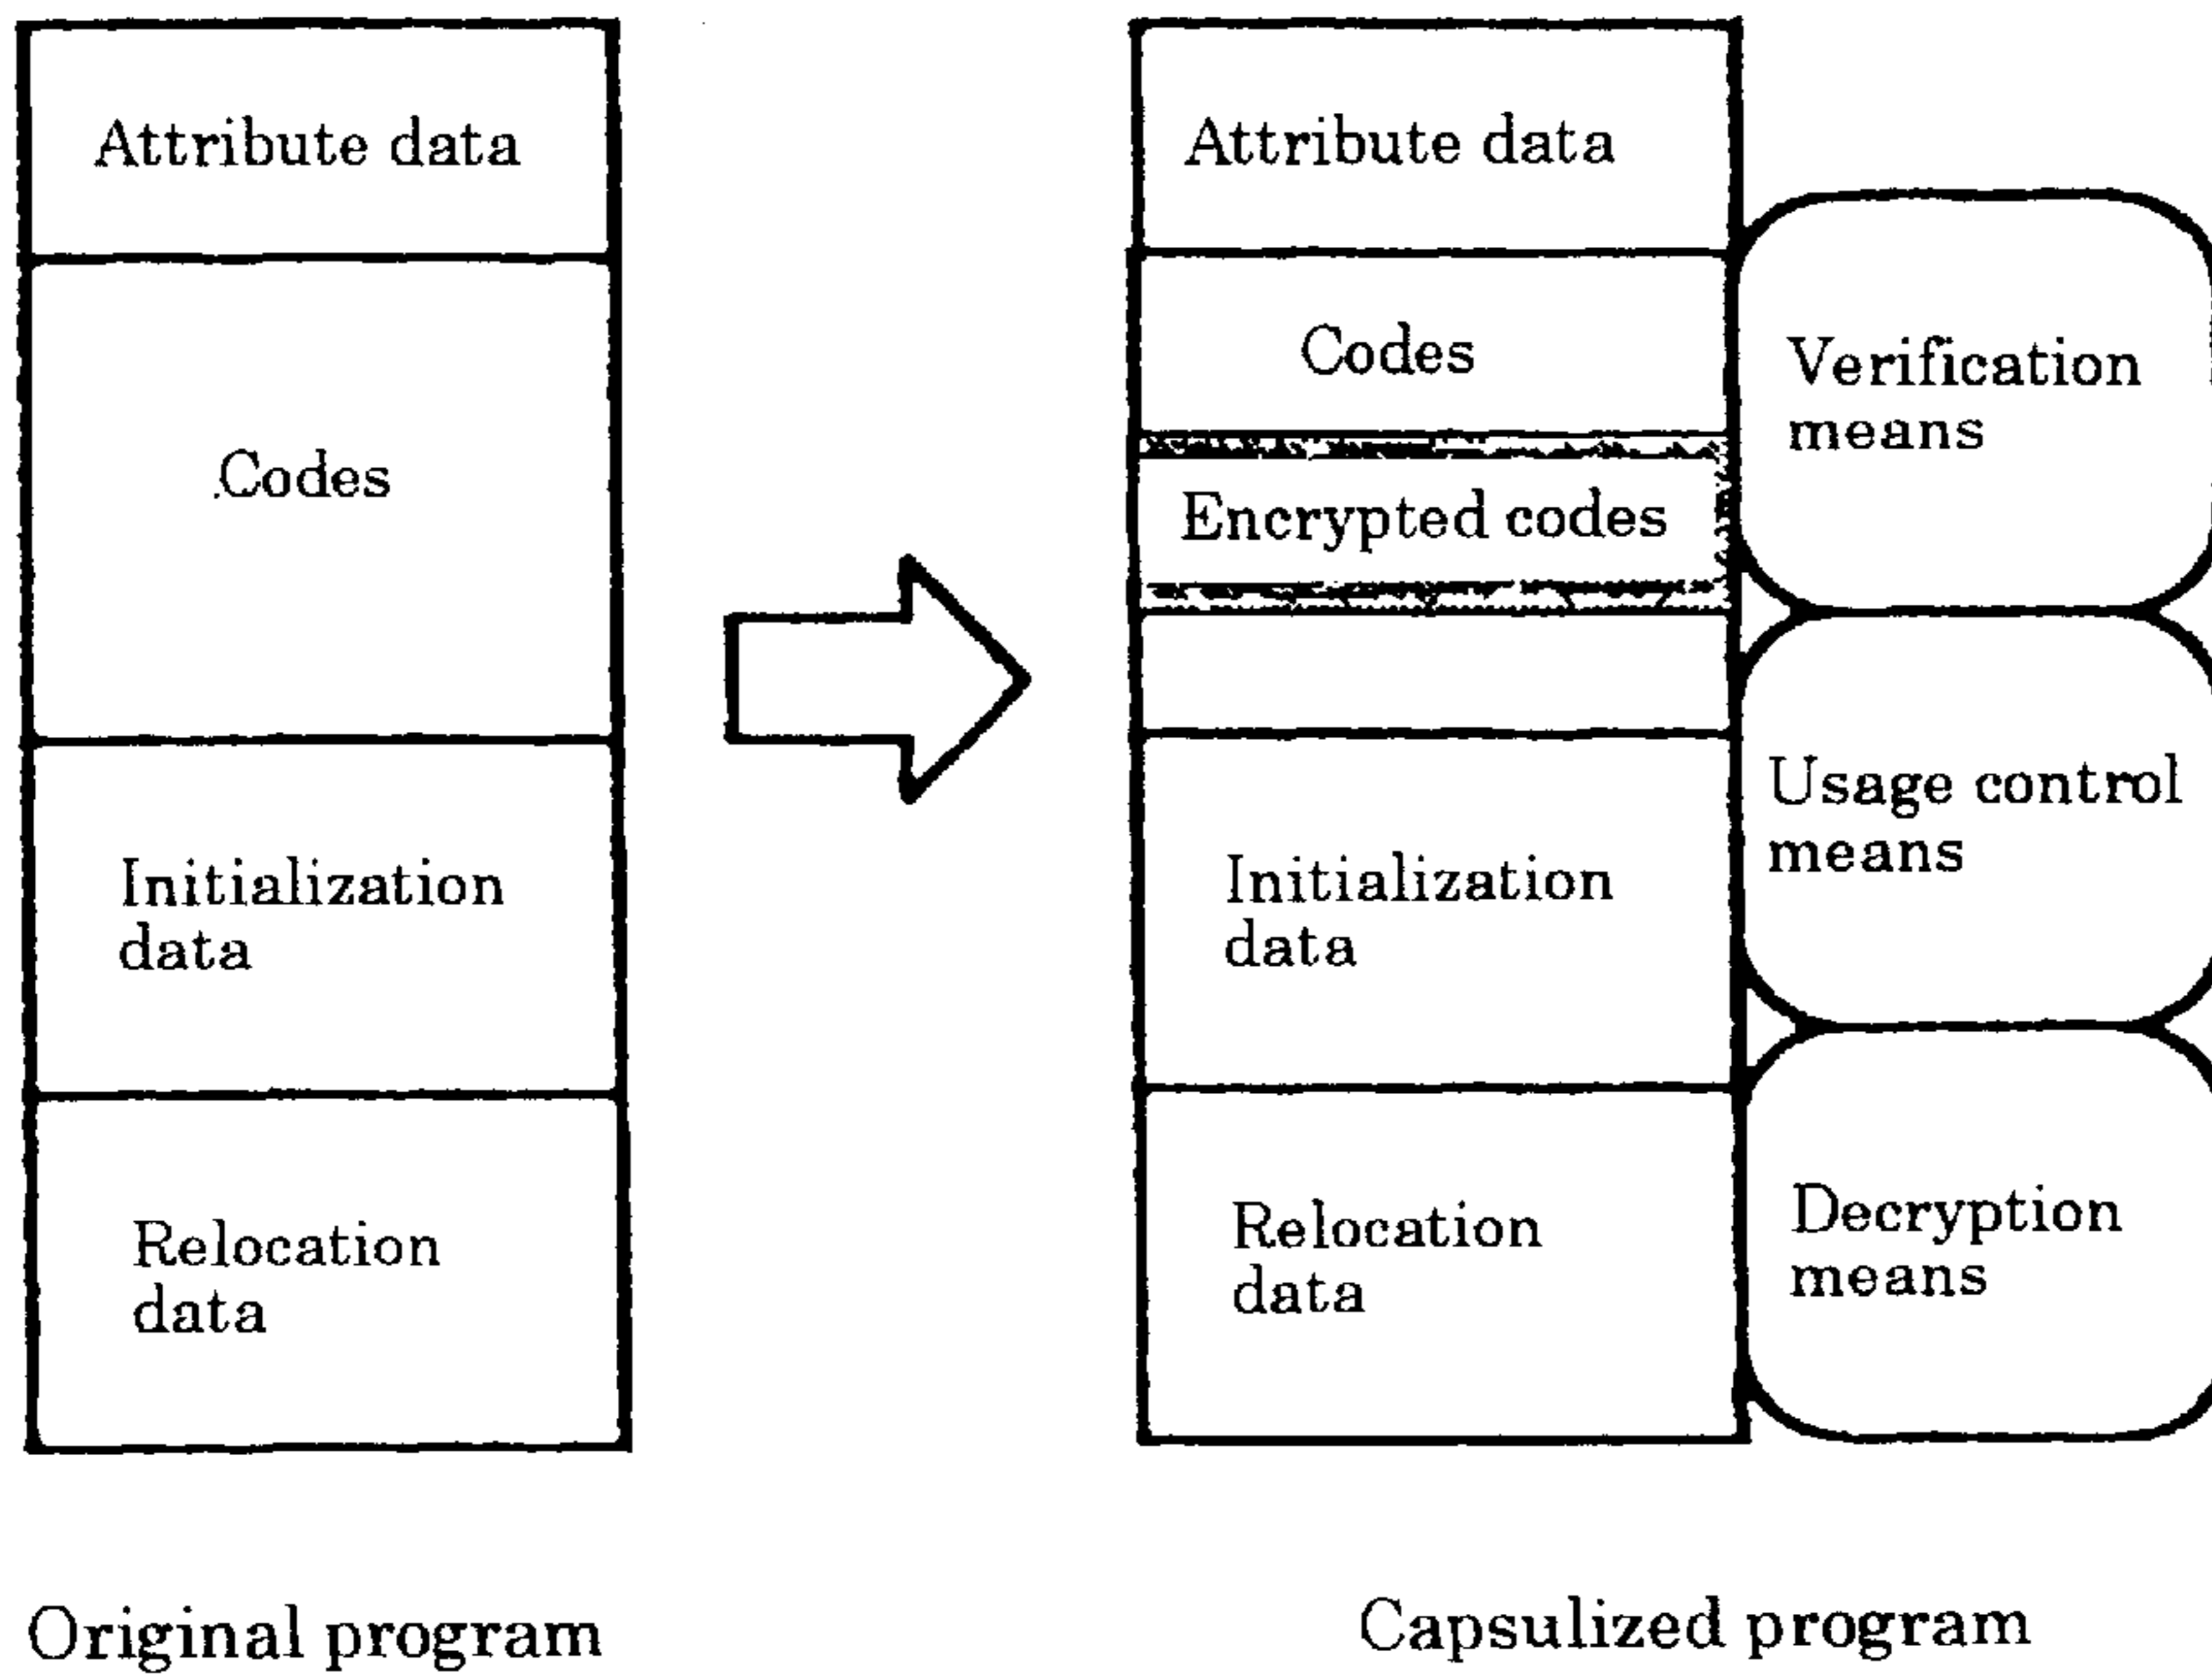 Attribute data
Codes
Initialization
data
Relocation
data
Original program
Attribute data
Codes
Encrypted codes
Initialization
data
Relocation
data
Verification
means
Usage control
means
Decryption
means
Capsulized program